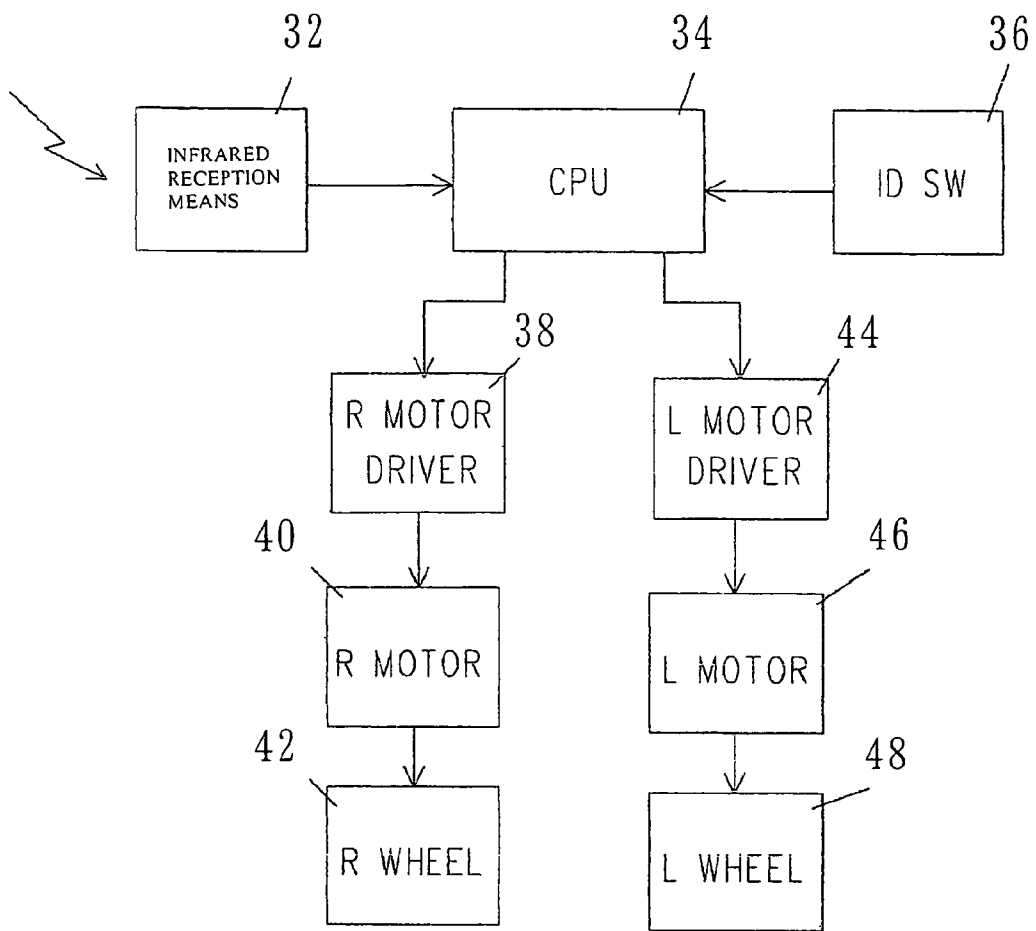 32
34
36
INFRARED
RECEPTION
MEANS
CPU
ID SW
38
44
R MOTOR
DRIVER
L MOTOR
DRIVER
40
46
R MOTOR
L MOTOR
42
48
R WHEEL
L WHEEL